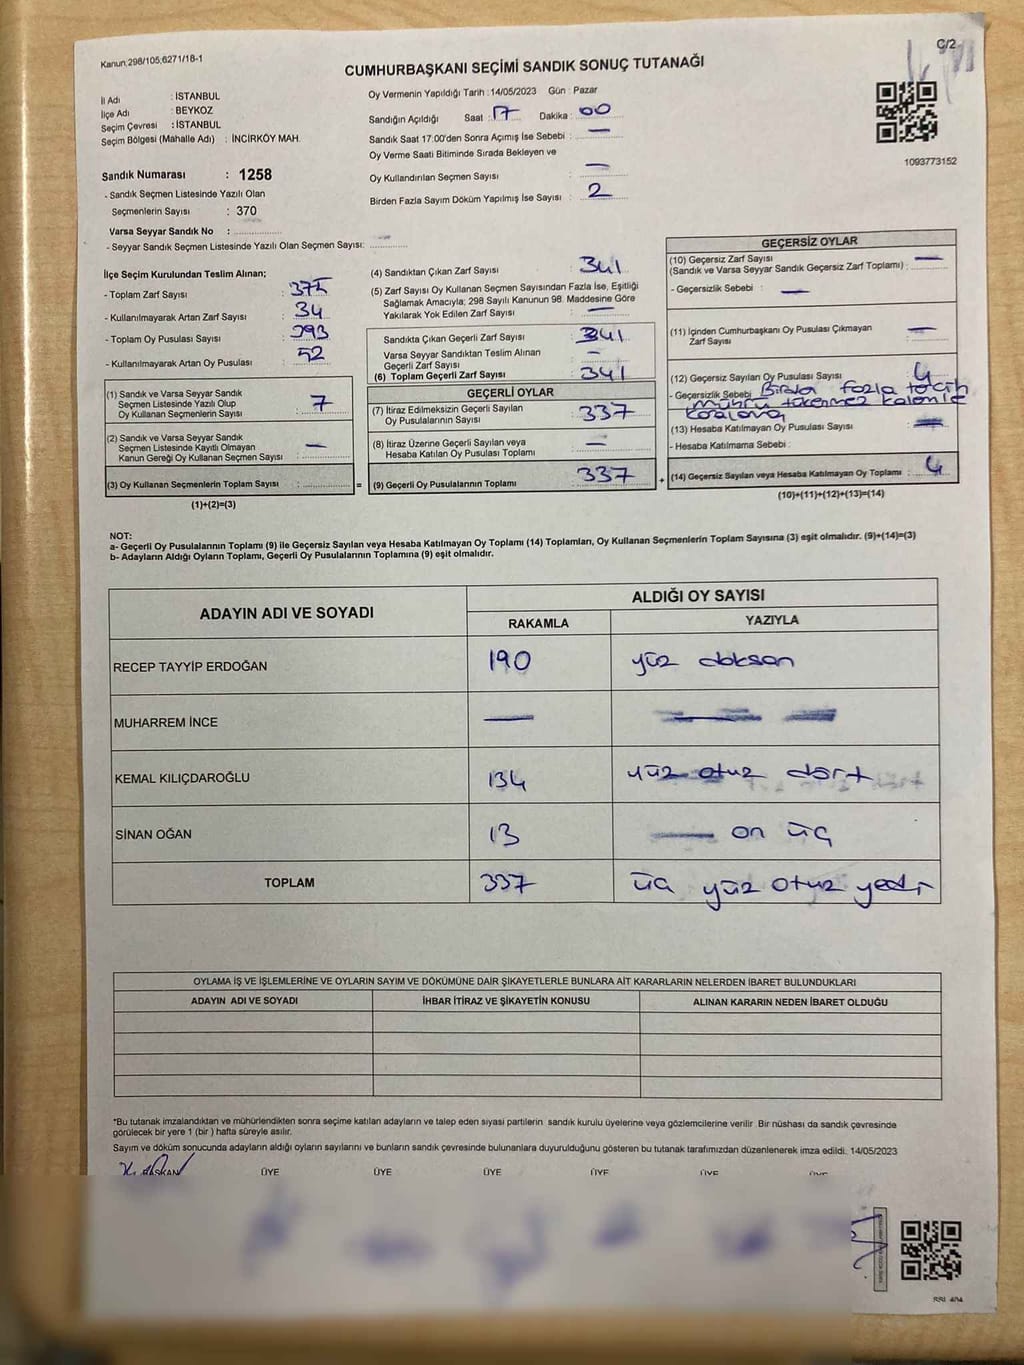 Kanun;298/105;6271/18-1
C/2
CUMHURBAŞKANI SEÇİMİ SANDIK SONUÇ TUTANAĞI
İl Adı : İSTANBUL
İlçe Adı : BEYKOZ
Seçim Çevresi : İSTANBUL
Seçim Bölgesi (Mahalle Adı) : İNCİRKÖY MAH.
Sandık Numarası : 1258
- Sandık Seçmen Listesinde Yazılı Olan
Seçmenlerin Sayısı : 370
Varsa Seyyar Sandık No :
- Seyyar Sandık Seçmen Listesinde Yazılı Olan Seçmen Sayısı:
Oy Vermenin Yapıldığı Tarih : 14/05/2023 Gün : Pazar
Sandığın Açıldığı Saat : 17 Dakika : 00
Sandık Saat 17.00'den Sonra Açımış İse Sebebi : —
Oy Verme Saati Bitiminde Sırada Bekleyen ve
Oy Kullandırılan Seçmen Sayısı : —
Birden Fazla Sayım Döküm Yapılmış İse Sayısı : 2
1093773152
İlçe Seçim Kurulundan Teslim Alınan;
- Toplam Zarf Sayısı : 375
- Kullanılmayarak Artan Zarf Sayısı : 34
- Toplam Oy Pusulası Sayısı : 393
- Kullanılmayarak Artan Oy Pusulası : 52
(1) Sandık ve Varsa Seyyar Sandık
Seçmen Listesinde Yazılı Olup
Oy Kullanan Seçmenlerin Sayısı : 7
(2) Sandık ve Varsa Seyyar Sandık
Seçmen Listesinde Kayıtlı Olmayan
Kanun Gereği Oy Kullanan Seçmen Sayısı : —
(3) Oy Kullanan Seçmenlerin Toplam Sayısı :
(1)+(2)=(3)
(4) Sandıktan Çıkan Zarf Sayısı : 341
(5) Zarf Sayısı Oy Kullanan Seçmen Sayısından Fazla İse, Eşitliği
Sağlamak Amacıyla; 298 Sayılı Kanunun 98. Maddesine Göre
Yakılarak Yok Edilen Zarf Sayısı : —
Sandıkta Çıkan Geçerli Zarf Sayısı : 341
Varsa Seyyar Sandıktan Teslim Alınan
Geçerli Zarf Sayısı : —
(6) Toplam Geçerli Zarf Sayısı : 341
GEÇERLİ OYLAR
(7) İtiraz Edilmeksizin Geçerli Sayılan
Oy Pusulalarının Sayısı : 337
(8) İtiraz Üzerine Geçerli Sayılan veya
Hesaba Katılan Oy Pusulası Toplamı : —
= (9) Geçerli Oy Pusulalarının Toplamı : 337
GEÇERSİZ OYLAR
(10) Geçersiz Zarf Sayısı
(Sandık ve Varsa Seyyar Sandık Geçersiz Zarf Toplamı) : —
- Geçersizlik Sebebi : —
(11) İçinden Cumhurbaşkanı Oy Pusulası Çıkmayan
Zarf Sayısı : —
(12) Geçersiz Sayılan Oy Pusulası Sayısı : 4
- Geçersizlik Sebebi Birden fazla tercih
mührü tükenmez kalemle
karalama
(13) Hesaba Katılmayan Oy Pusulası Sayısı : —
- Hesaba Katılmama Sebebi :
+ (14) Geçersiz Sayılan veya Hesaba Katılmayan Oy Toplamı : 4
(10)+(11)+(12)+(13)=(14)
NOT:
a- Geçerli Oy Pusulalarının Toplamı (9) ile Geçersiz Sayılan veya Hesaba Katılmayan Oy Toplamı (14) Toplamları, Oy Kullanan Seçmenlerin Toplam Sayısına (3) eşit olmalıdır. (9)+(14)=(3)
b- Adayların Aldığı Oyların Toplamı, Geçerli Oy Pusulalarının Toplamına (9) eşit olmalıdır.
ADAYIN ADI VE SOYADI
ALDIĞI OY SAYISI
RAKAMLA YAZIYLA
RECEP TAYYİP ERDOĞAN 190 yüz doksan
MUHARREM İNCE —
KEMAL KILIÇDAROĞLU 134 yüz otuz dört
SİNAN OĞAN 13 — on üç
TOPLAM 337 üç yüz otuz yedi
OYLAMA İŞ VE İŞLEMLERİNE VE OYLARIN SAYIM VE DÖKÜMÜNE DAİR ŞİKAYETLERLE BUNLARA AİT KARARLARIN NELERDEN İBARET BULUNDUKLARI
ADAYIN ADI VE SOYADI İHBAR İTİRAZ VE ŞİKAYETİN KONUSU ALINAN KARARIN NEDEN İBARET OLDUĞU
*Bu tutanak imzalandıktan ve mühürlendikten sonra seçime katılan adayların ve talep eden siyasi partilerin sandık kurulu üyelerine veya gözlemcilerine verilir. Bir nüshası da sandık çevresinde
görülecek bir yere 1 (bir) hafta süreyle asılır.
Sayım ve döküm sonucunda adayların aldığı oyların sayılarını ve bunların sandık çevresinde bulunanlara duyurulduğunu gösteren bu tutanak tarafımızdan düzenlenerek imza edildi. 14/05/2023
BAŞKAN ÜYE ÜYE ÜYE ÜYE ÜYE ÜYE